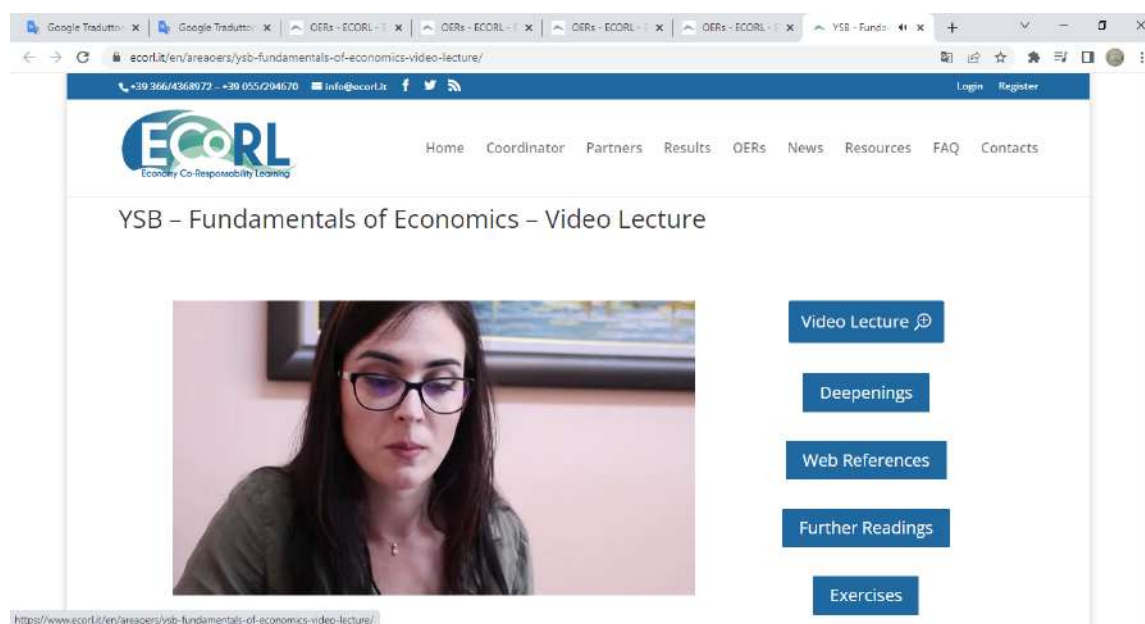 Google Tradutto
Google Tradutto
OERs - ECORL -
OERs - ECORL -
OERs - ECORL -
OERs - ECORL -
YSB - Funda
ecorl.it/en/areaoers/ysb-fundamentals-of-economics-video-lecture/
+39 366/4368972 – +39 055/294670
info@ecorl.it
Login Register
ECORL
Economy Co-Responsability Learning
Home Coordinator Partners Results OERs News Resources FAQ Contacts
YSB – Fundamentals of Economics – Video Lecture
Video Lecture
Deepenings
Web References
Further Readings
Exercises
https://www.ecorl.it/en/areaoers/ysb-fundamentals-of-economics-video-lecture/